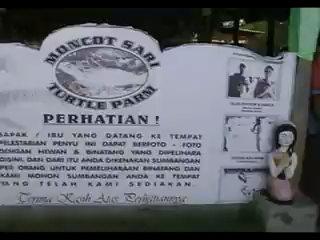 MONCOT SARI
TURTLE PARM
PERHATIAN !
BAPAK / IBU YANG DATANG KE TEMPAT
PELESTARIAN PENYU INI DAPAT BERFOTO - FOTO
DENGAN HEWAN & BINATANG YANG DIPELIHARA
DISINI, DAN DARI ITU ANDA DIKENAKAN SUMBANGAN
PER ORANG UNTUK PEMELIHARAAN BINATANG DAN
KAMI MOHON SUMBANGAN ANDA KE TEMPAT
YANG TELAH KAMI SEDIAKAN.
Terima Kasih Atas Perhatiannya